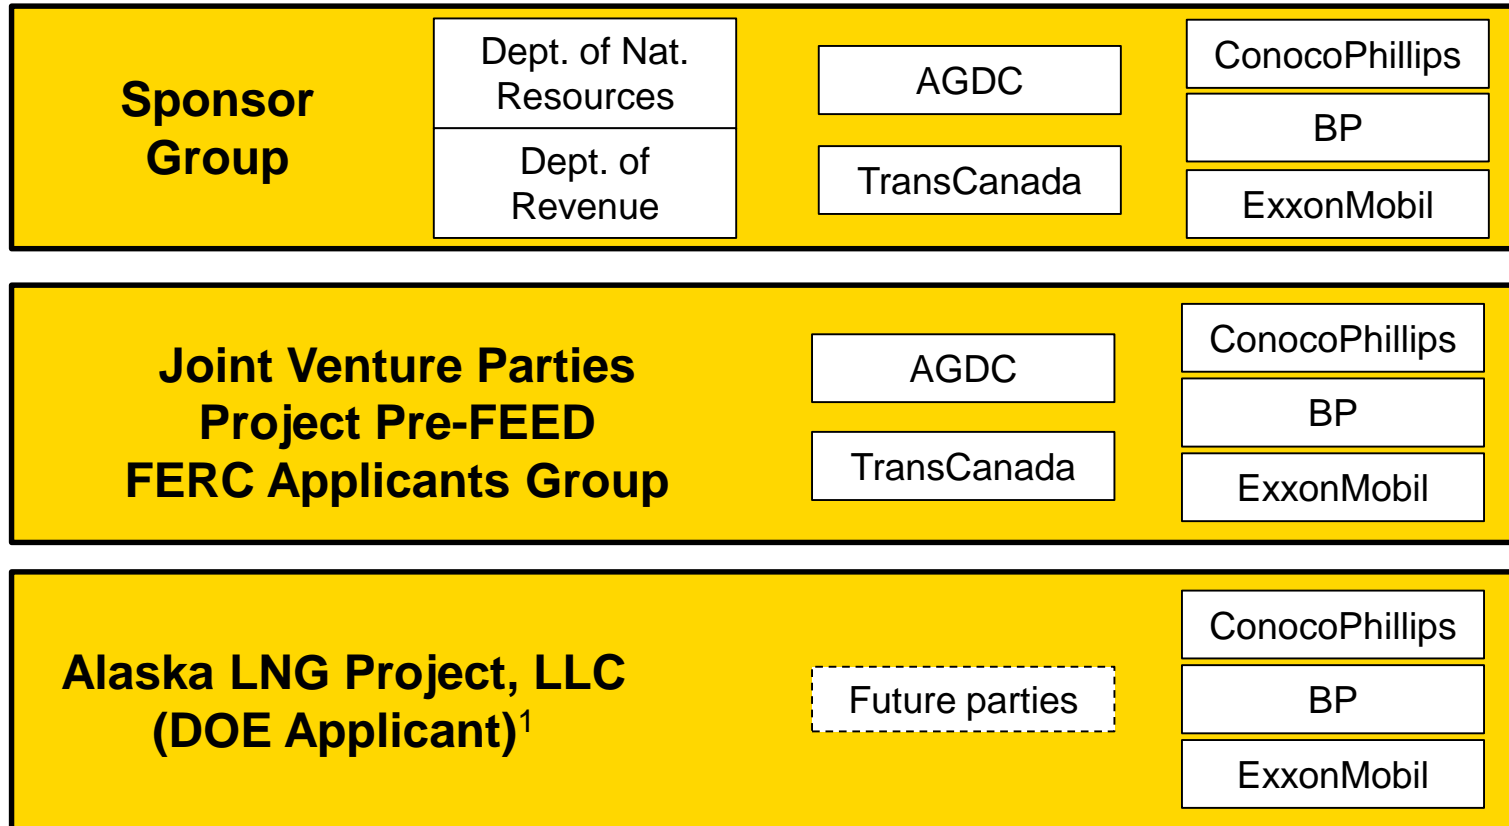 Sponsor
Group
Dept. of Nat.
Resources
Dept. of
Revenue
AGDC
TransCanada
ConocoPhillips
BP
ExxonMobil
Joint Venture Parties
Project Pre-FEED
FERC Applicants Group
AGDC
TransCanada
ConocoPhillips
BP
ExxonMobil
Alaska LNG Project, LLC
(DOE Applicant)1
Future parties
ConocoPhillips
BP
ExxonMobil